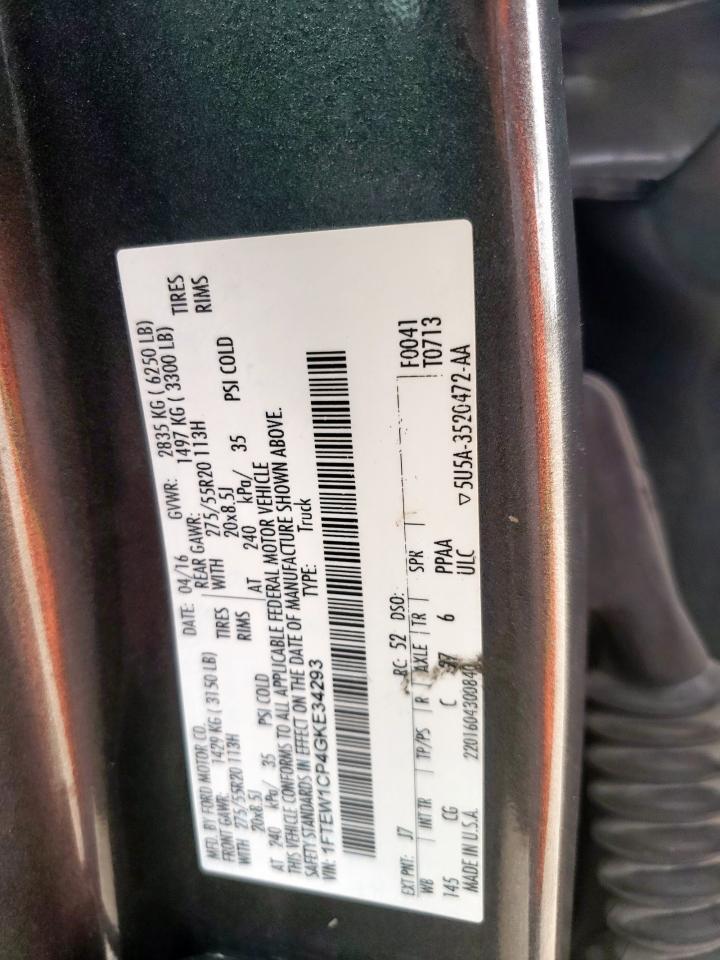 MFD. BY FORD MOTOR CO.
DATE: 04/16 GVWR: 2835 KG ( 6250 LB)
FRONT GAWR: 1429 KG ( 3150 LB) REAR GAWR: 1497 KG ( 3300 LB)
WITH 275/55R20 113H TIRES WITH 275/55R20 113H TIRES
20x8.5J RIMS 20x8.5J RIMS
AT 240 kPa/ 35 PSI COLD AT 240 kPa/ 35 PSI COLD
THIS VEHICLE CONFORMS TO ALL APPLICABLE FEDERAL MOTOR VEHICLE
SAFETY STANDARDS IN EFFECT ON THE DATE OF MANUFACTURE SHOWN ABOVE.
VIN: 1FTEW1CP4GKE34293 TYPE: Truck
EXT PNT: J7 RC: 52 DSO: F0041
WB INT TR TP/PS R AXLE TR SPR T0713
145 CG C 6 PPAA
MADE IN U.S.A. ULC ▽5U5A-3520472-AA